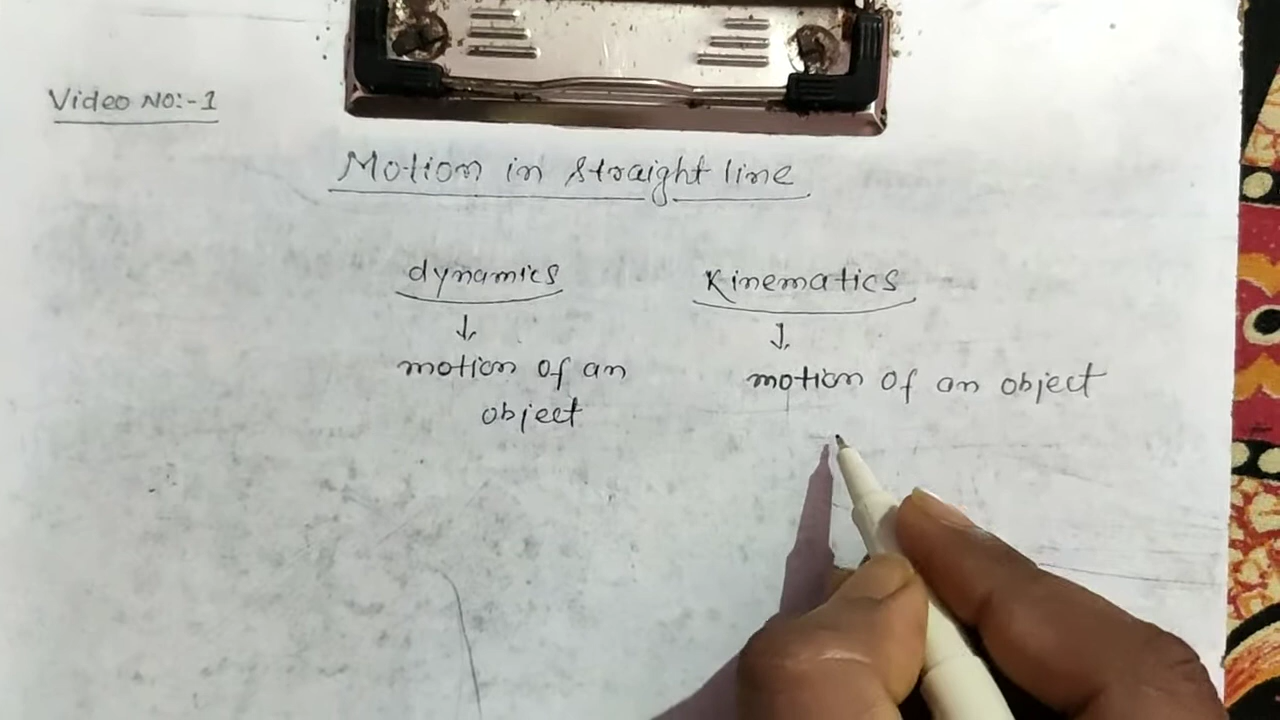 Video NO:-1
Motion in straight line
dynamics
Kinematics
motion of an
object
motion of an object